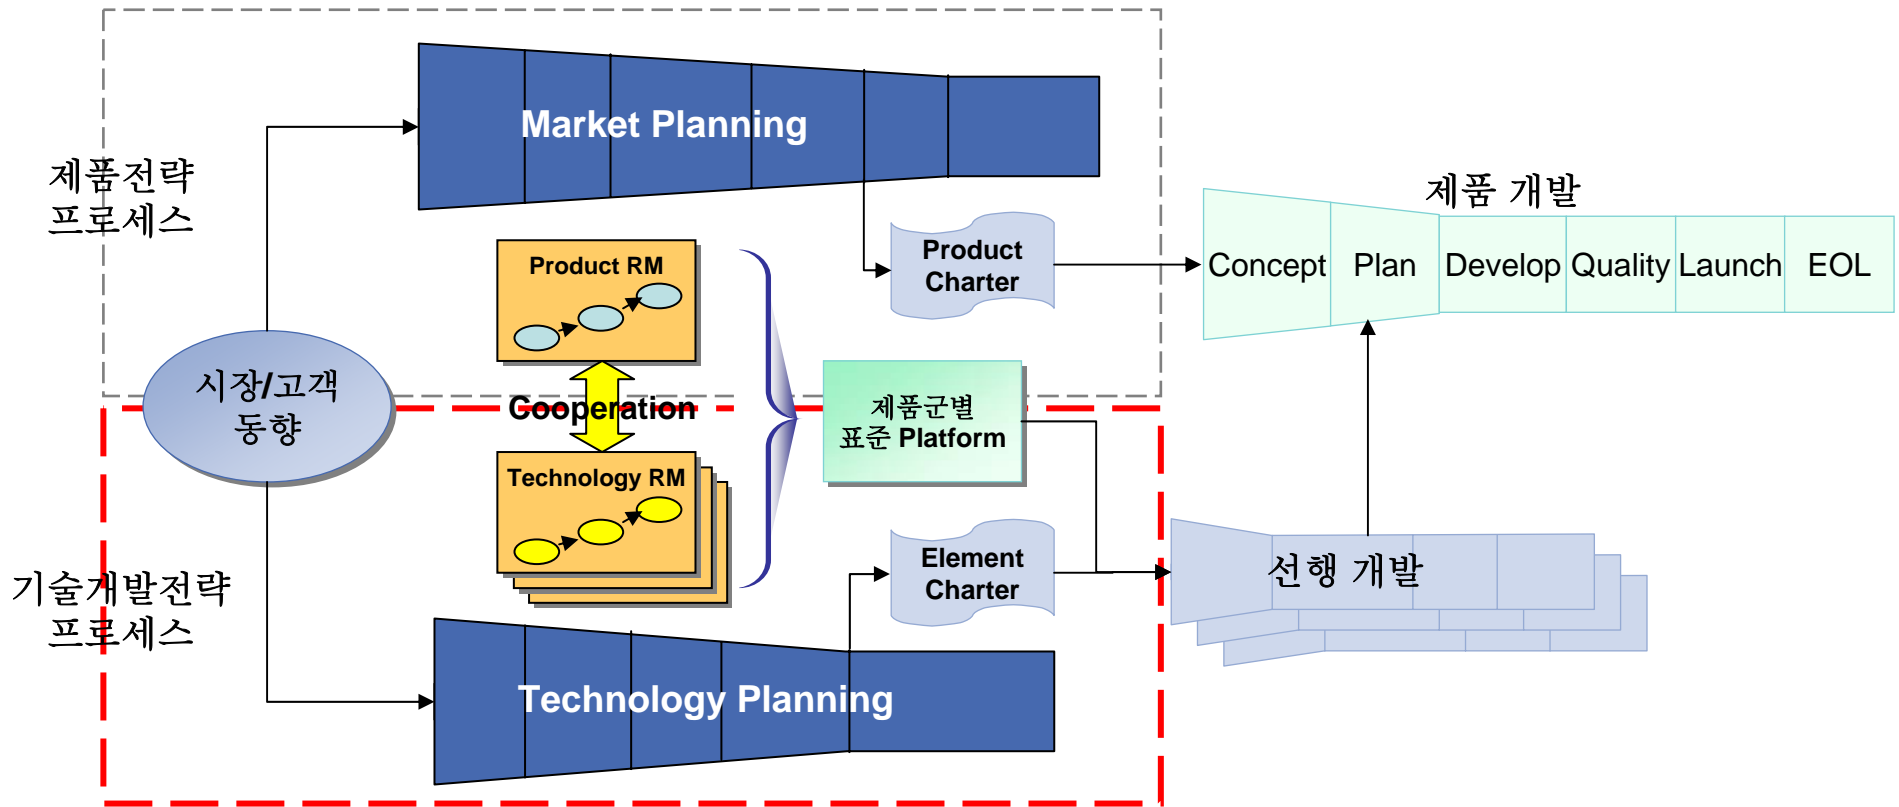 Market Planning
제품전략
프로세스
제품 개발
Product RM
Product
Charter
Concept
Plan
Develop
Quality
Launch
EOL
시장/고객
동향
Cooperation
제품군별
표준 Platform
Technology RM
Element
Charter
선행 개발
기술개발전략
프로세스
Technology Planning